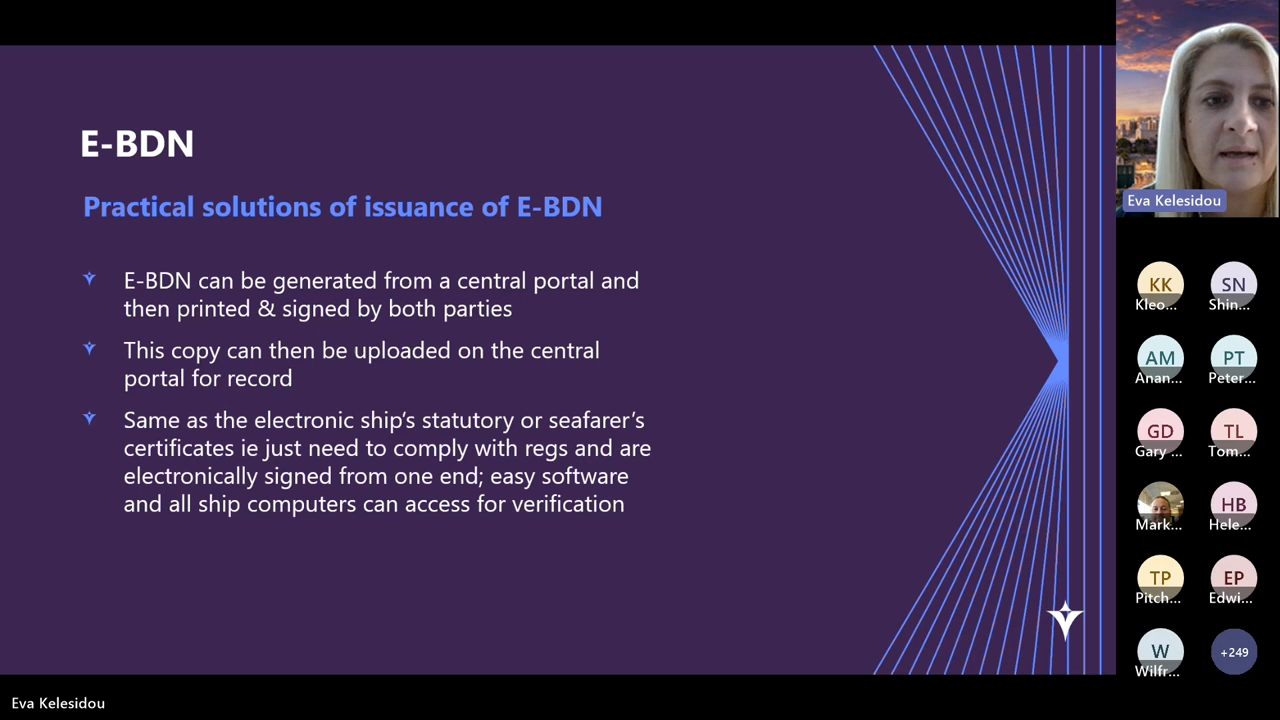 E-BDN
Practical solutions of issuance of E-BDN
E-BDN can be generated from a central portal and
then printed & signed by both parties
This copy can then be uploaded on the central
portal for record
Same as the electronic ship's statutory or seafarer's
certificates ie just need to comply with regs and are
electronically signed from one end; easy software
and all ship computers can access for verification
Eva Kelesidou
KK
Kleo...
SN
Shin...
AM
Anan...
PT
Peter...
GD
Gary ...
TL
Tom...
Mark...
HB
Hele...
TP
Pitch...
EP
Edwi...
W
Wilfr...
+249
Eva Kelesidou